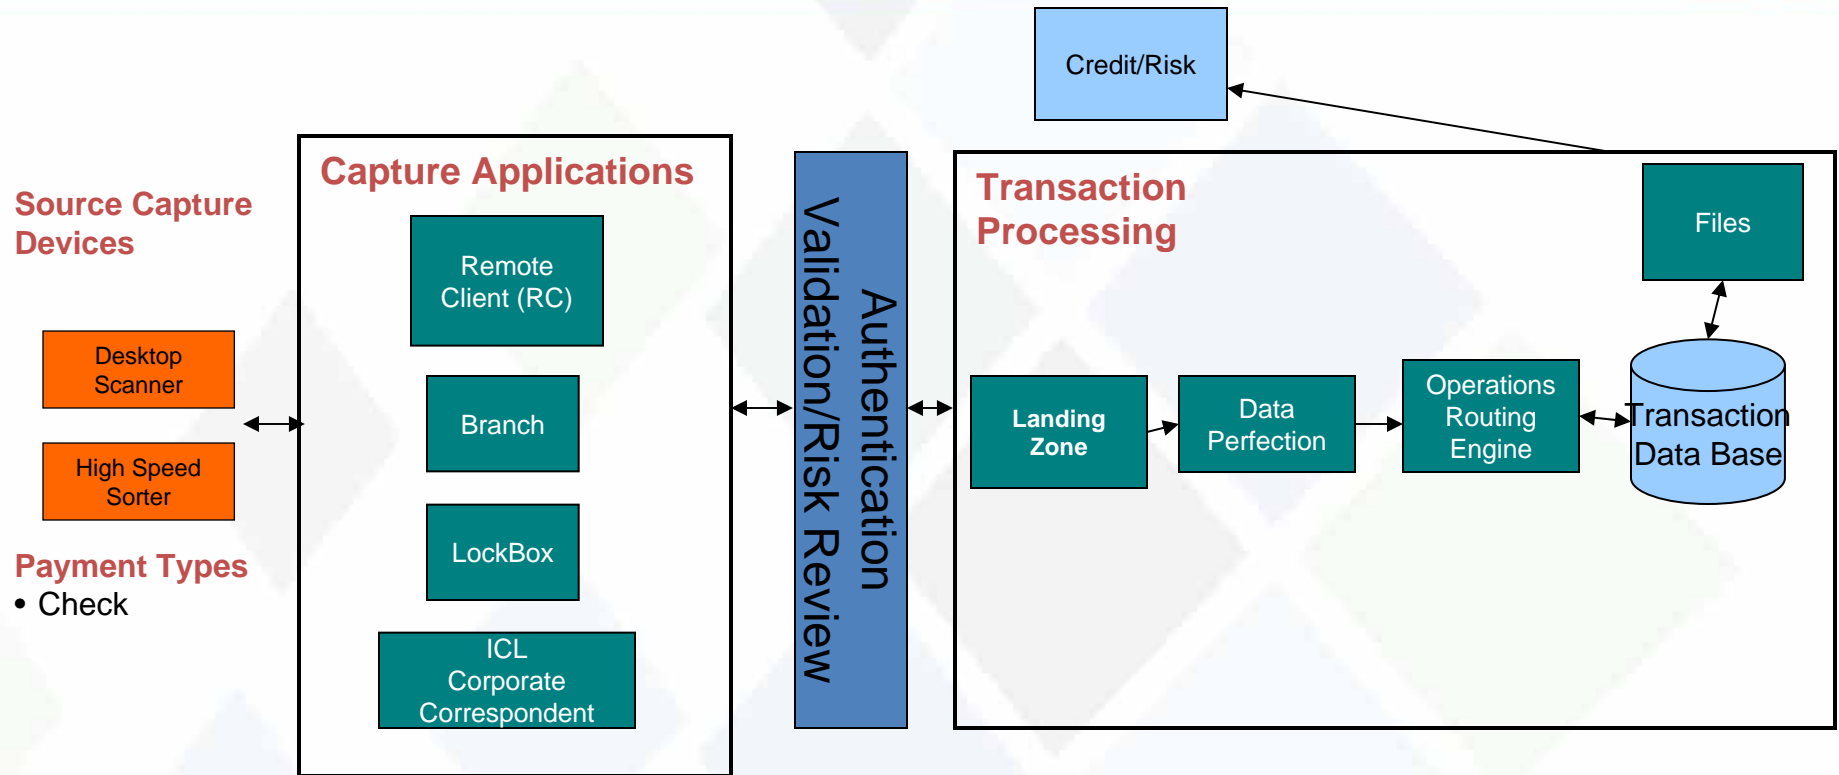 Credit/Risk
Source Capture
Devices
Desktop
Scanner
High Speed
Sorter
Payment Types
• Check
Capture Applications
Remote
Client (RC)
Branch
LockBox
ICL
Corporate
Correspondent
Authentication
Validation/Risk Review
Transaction
Processing
Files
Landing
Zone
Data
Perfection
Operations
Routing
Engine
Transaction
Data Base